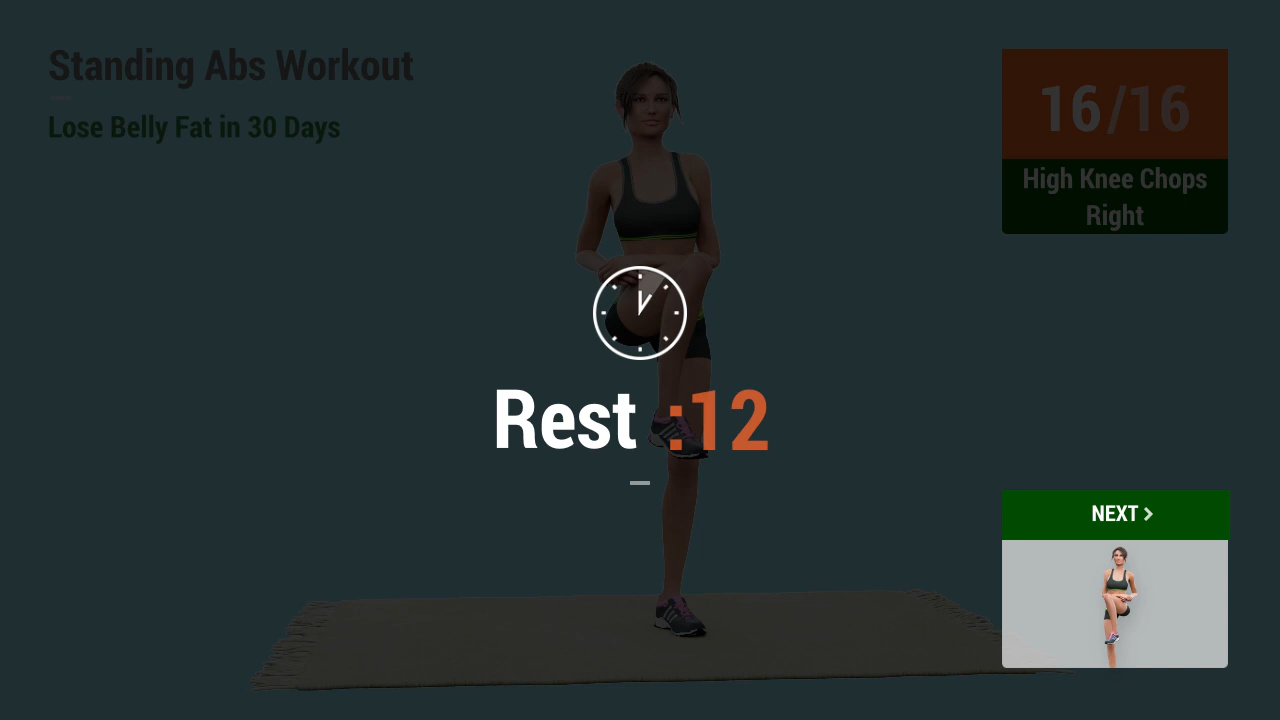 Standing Abs Workout
Lose Belly Fat in 30 Days
16/16
High Knee Chops
Right
Rest :12
NEXT